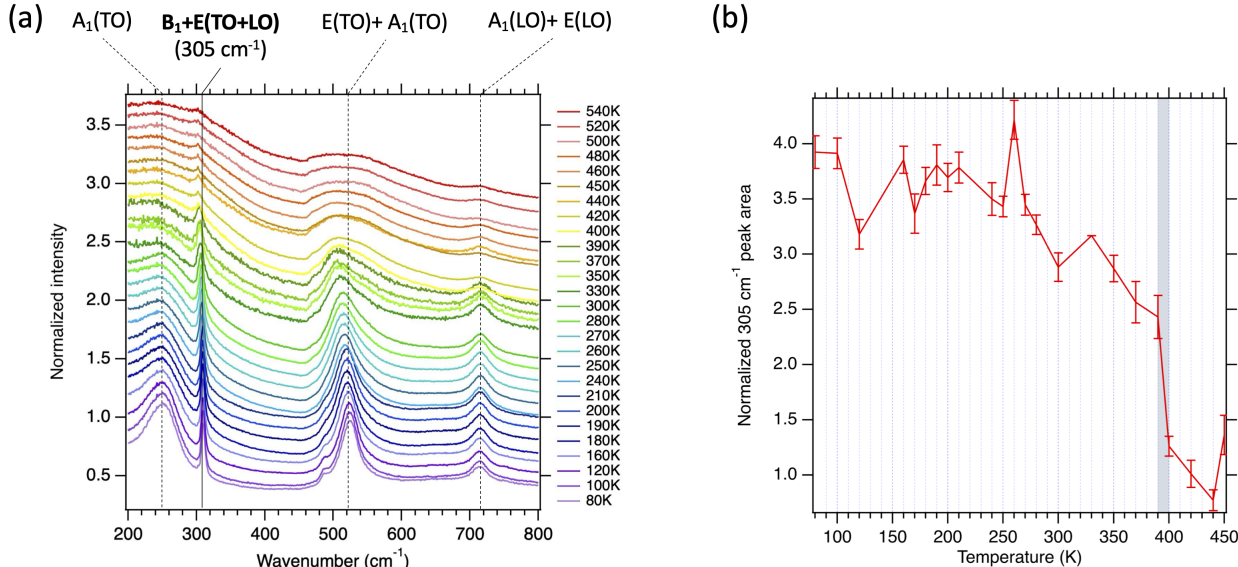 (a)
A₁(TO)
B₁+E(TO+LO)
(305 cm⁻¹)
E(TO)+ A₁(TO)
A₁(LO)+ E(LO)
Normalized intensity
3.5
3.0
2.5
2.0
1.5
1.0
0.5
200
300
400
500
600
700
800
Wavenumber (cm⁻¹)
540K
520K
500K
480K
460K
450K
440K
420K
400K
390K
370K
350K
330K
300K
280K
270K
260K
250K
240K
210K
200K
190K
180K
160K
120K
100K
80K
(b)
Normalized 305 cm⁻¹ peak area
4.0
3.5
3.0
2.5
2.0
1.5
1.0
100
150
200
250
300
350
400
450
Temperature (K)